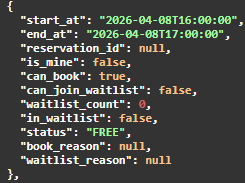 {
"start_at": "2026-04-08T16:00:00",
"end_at": "2026-04-08T17:00:00",
"reservation_id": null,
"is_mine": false,
"can_book": true,
"can_join_waitlist": false,
"waitlist_count": 0,
"in_waitlist": false,
"status": "FREE",
"book_reason": null,
"waitlist_reason": null
},